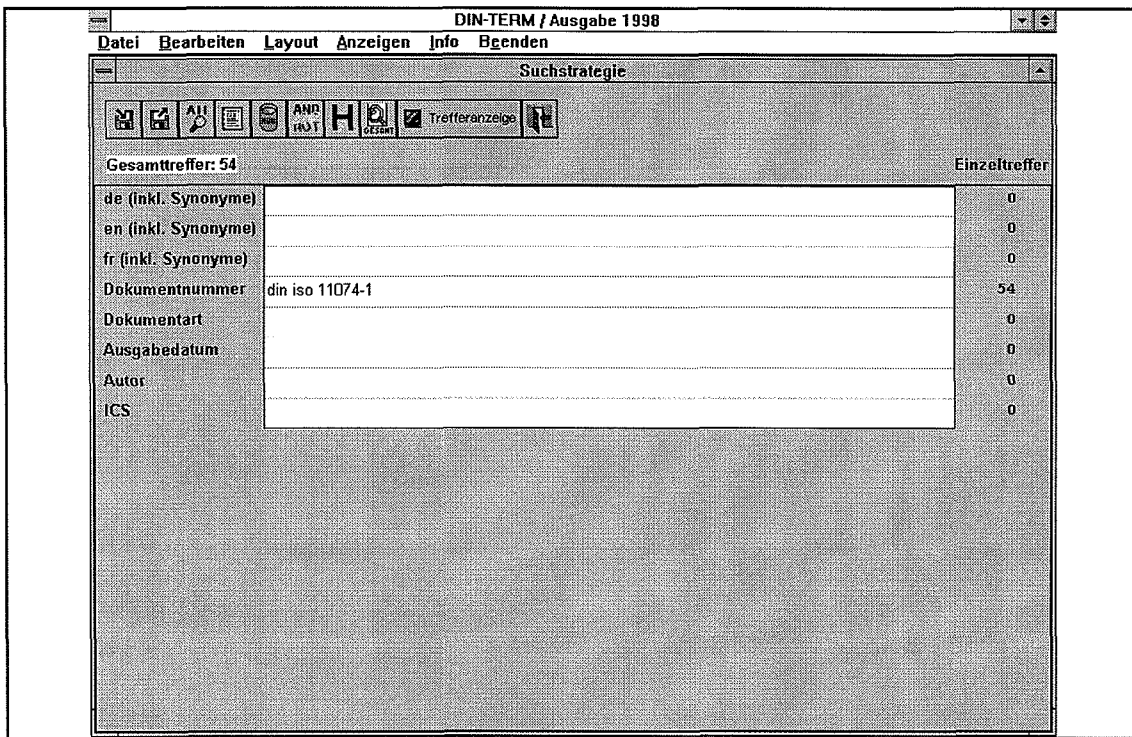 DIN-TERM / Ausgabe 1998
Datei Bearbeiten Layout Anzeigen Info Beenden
Suchstrategie
All AND NOT H GESAMT Trefferanzeige
Gesamttreffer: 54 Einzeltreffer
de (inkl. Synonyme) 0
en (inkl. Synonyme) 0
fr (inkl. Synonyme) 0
Dokumentnummer din iso 11074-1 54
Dokumentart 0
Ausgabedatum 0
Autor 0
ICS 0